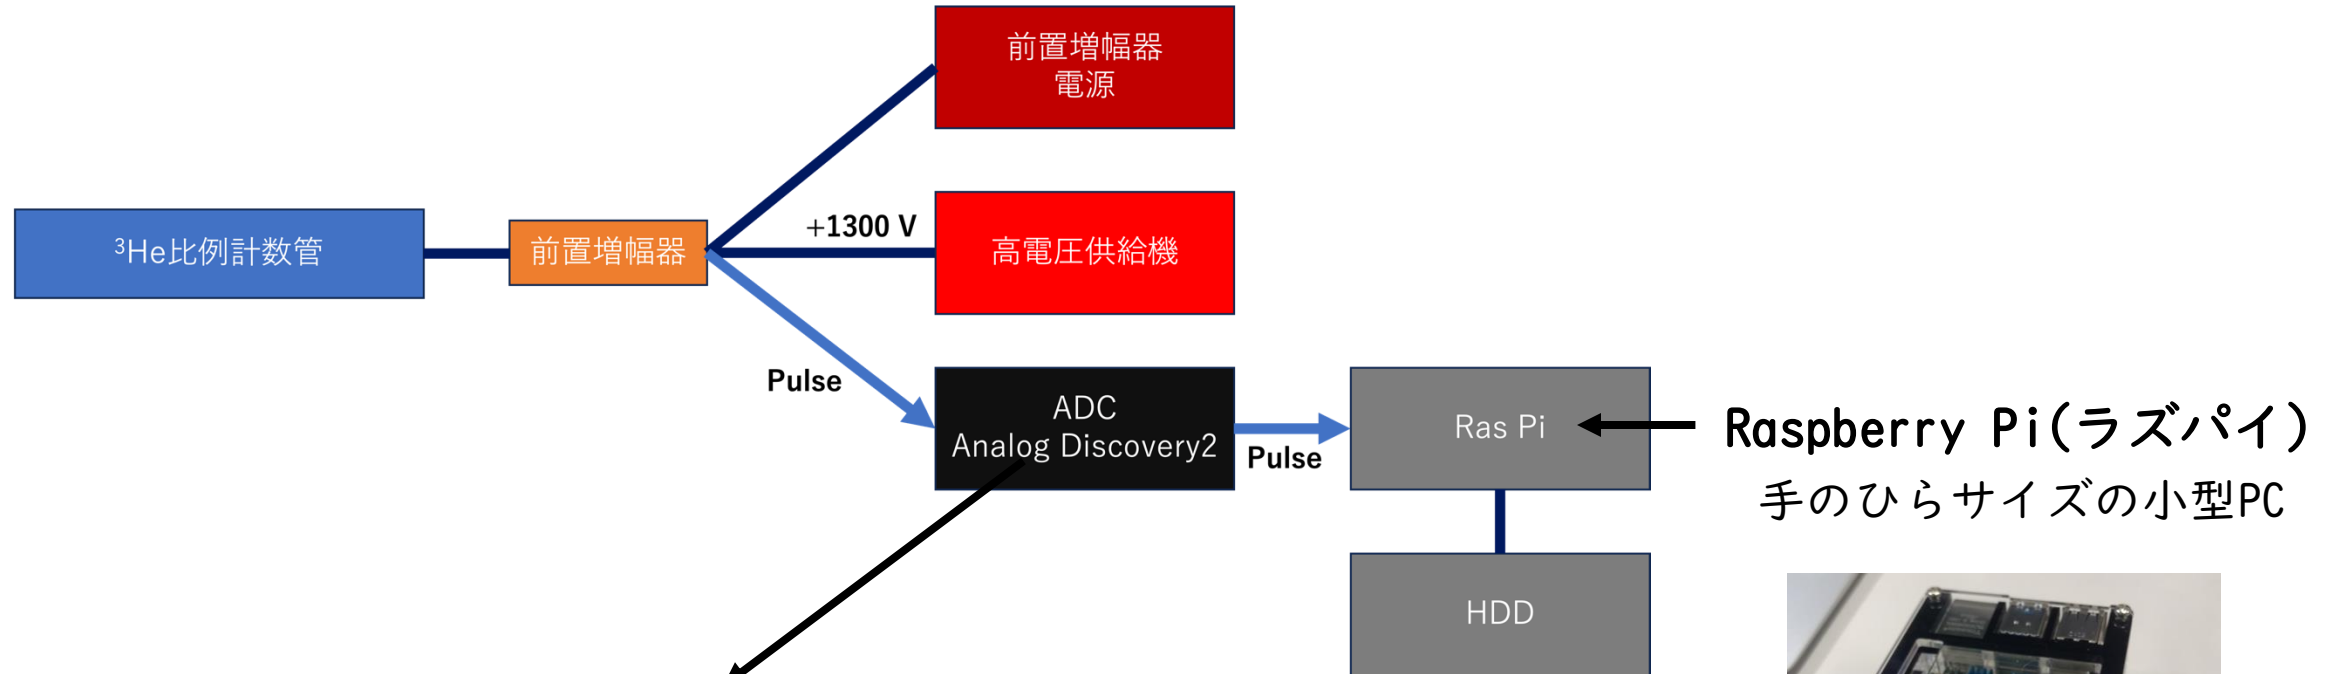 前置増幅器
電源
³He比例計数管
前置増幅器
+1300 V
高電圧供給機
Pulse
ADC
Analog Discovery2
Pulse
Ras Pi
Raspberry Pi(ラズパイ)
手のひらサイズの小型PC
HDD